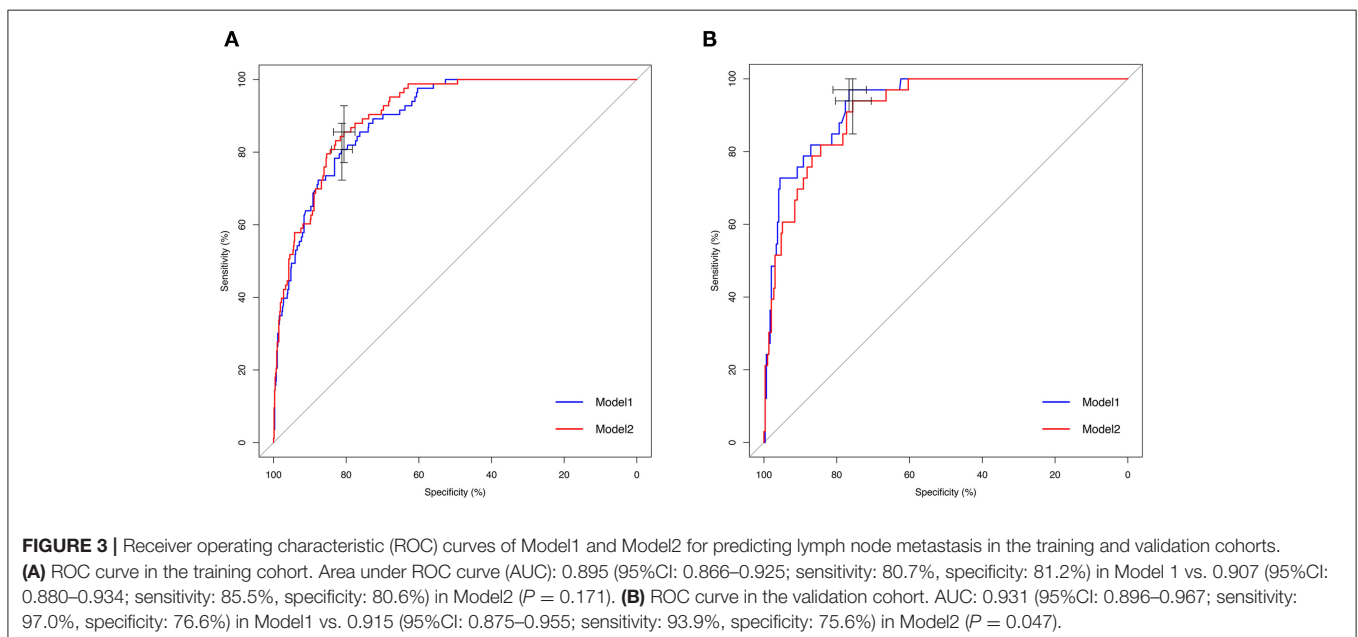 A
B
100
80
60
40
20
0
Sensitivity (%)
Model1
Model2
100 80 60 40 20 0
Specificity (%)
100
80
60
40
20
0
Sensitivity (%)
Model1
Model2
100 80 60 40 20 0
Specificity (%)
FIGURE 3 | Receiver operating characteristic (ROC) curves of Model1 and Model2 for predicting lymph node metastasis in the training and validation cohorts.
(A) ROC curve in the training cohort. Area under ROC curve (AUC): 0.895 (95%CI: 0.866–0.925; sensitivity: 80.7%, specificity: 81.2%) in Model 1 vs. 0.907 (95%CI:
0.880–0.934; sensitivity: 85.5%, specificity: 80.6%) in Model2 (P = 0.171). (B) ROC curve in the validation cohort. AUC: 0.931 (95%CI: 0.896–0.967; sensitivity:
97.0%, specificity: 76.6%) in Model1 vs. 0.915 (95%CI: 0.875–0.955; sensitivity: 93.9%, specificity: 75.6%) in Model2 (P = 0.047).